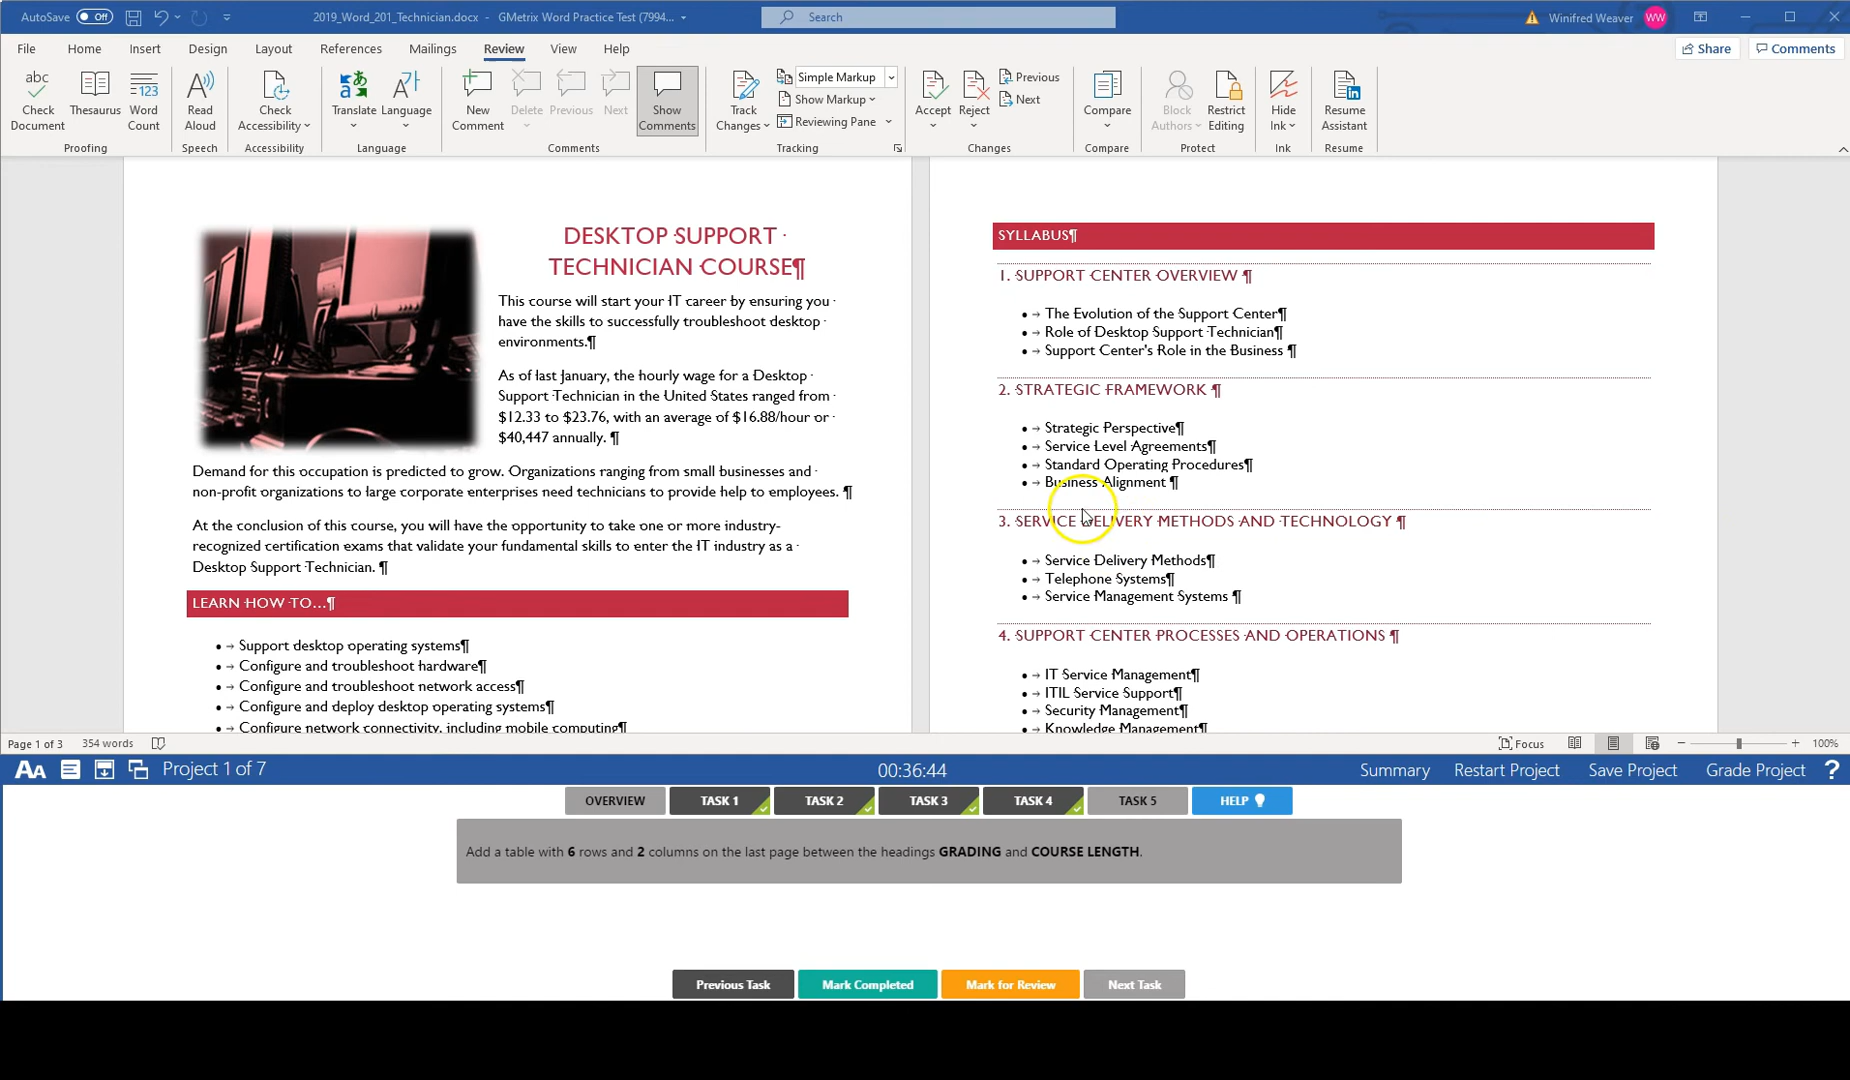 AutoSave Off 2019_Word_201_Technician.docx - GMetrix Word Practice Test (7994... Search Winfred Weaver WW
File Home Insert Design Layout References Mailings Review View Help Share Comments
abc
Check Document
Thesaurus
123
Word Count
Read Aloud
Check Accessibility
Translate
Language
New Comment
Delete
Previous
Next
Show Comments
Track Changes
Simple Markup
Show Markup
Reviewing Pane
Accept
Reject
Previous
Next
Compare
Block Authors
Restrict Editing
Hide Ink
Resume Assistant
Proofing Speech Accessibility Language Comments Tracking Changes Compare Protect Ink Resume
DESKTOP SUPPORT ·
TECHNICIAN COURSE¶
This course will start your IT career by ensuring you ·
have the skills to successfully troubleshoot desktop ·
environments.¶
As of last January, the hourly wage for a Desktop ·
Support Technician in the United States ranged from ·
$12.33 to $23.76, with an average of $16.88/hour or ·
$40,447 annually. ¶
Demand for this occupation is predicted to grow. Organizations ranging from small businesses and ·
non-profit organizations to large corporate enterprises need technicians to provide help to employees. ¶
At the conclusion of this course, you will have the opportunity to take one or more industry-
recognized certification exams that validate your fundamental skills to enter the IT industry as a ·
Desktop Support Technician. ¶
LEARN HOW TO...¶
• → Support desktop operating systems¶
• → Configure and troubleshoot hardware¶
• → Configure and troubleshoot network access¶
• → Configure and deploy desktop operating systems¶
• → Configure network connectivity, including mobile computing¶
SYLLABUS¶
1. SUPPORT CENTER OVERVIEW ¶
• → The Evolution of the Support Center¶
• → Role of Desktop Support Technician¶
• → Support Center's Role in the Business ¶
2. STRATEGIC FRAMEWORK ¶
• → Strategic Perspective¶
• → Service Level Agreements¶
• → Standard Operating Procedures¶
• → Business Alignment ¶
3. SERVICE DELIVERY METHODS AND TECHNOLOGY ¶
• → Service Delivery Methods¶
• → Telephone Systems¶
• → Service Management Systems ¶
4. SUPPORT CENTER PROCESSES AND OPERATIONS ¶
• → IT Service Management¶
• → ITIL Service Support¶
• → Security Management¶
• → Knowledge Management¶
Page 1 of 3 354 words Focus 100%
AA Project 1 of 7 00:36:44 Summary Restart Project Save Project Grade Project ?
OVERVIEW TASK 1 TASK 2 TASK 3 TASK 4 TASK 5 HELP
Add a table with 6 rows and 2 columns on the last page between the headings GRADING and COURSE LENGTH.
Previous Task Mark Completed Mark for Review Next Task